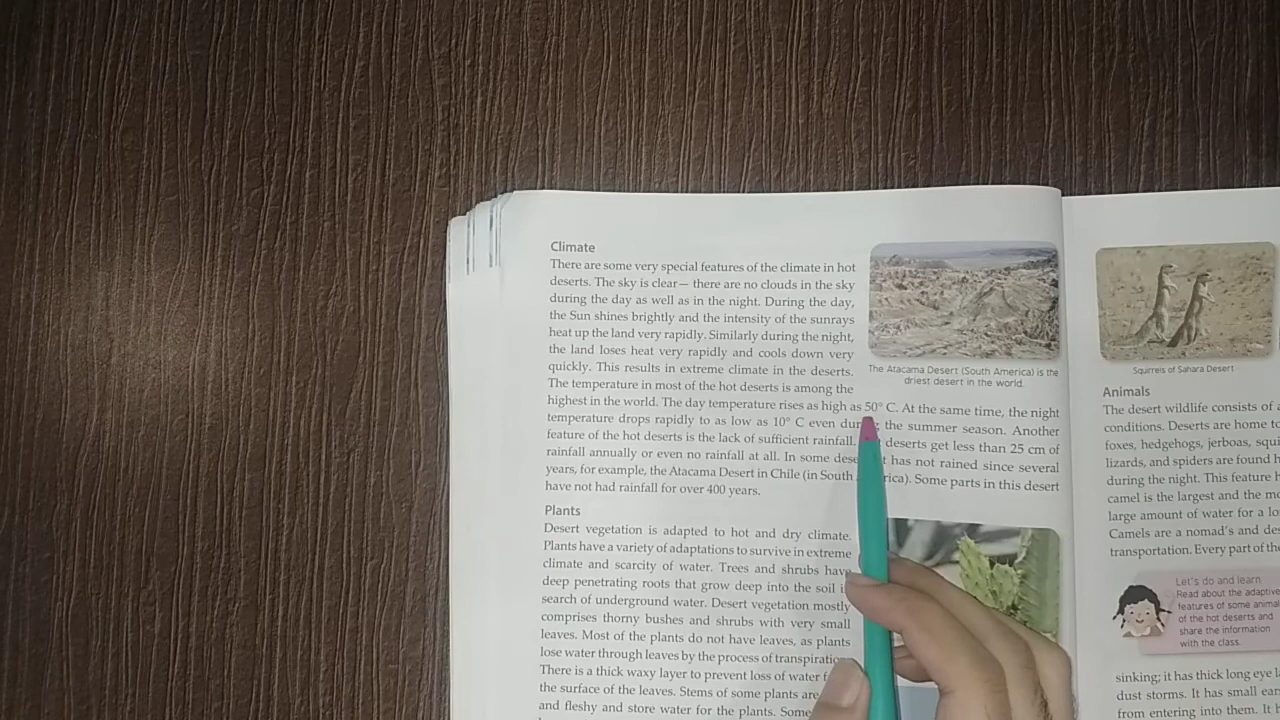 Climate
There are some very special features of the climate in hot
deserts. The sky is clear— there are no clouds in the sky
during the day as well as in the night. During the day,
the Sun shines brightly and the intensity of the sunrays
heat up the land very rapidly. Similarly during the night,
the land loses heat very rapidly and cools down very
quickly. This results in extreme climate in the deserts.
The temperature in most of the hot deserts is among the
highest in the world. The day temperature rises as high as 50° C. At the same time, the night
temperature drops rapidly to as low as 10° C even during the summer season. Another
feature of the hot deserts is the lack of sufficient rainfall. deserts get less than 25 cm of
rainfall annually or even no rainfall at all. In some dese t has not rained since several
years, for example, the Atacama Desert in Chile (in South America). Some parts in this desert
have not had rainfall for over 400 years.
The Atacama Desert (South America) is the
driest desert in the world.
Plants
Desert vegetation is adapted to hot and dry climate.
Plants have a variety of adaptations to survive in extreme
climate and scarcity of water. Trees and shrubs have
deep penetrating roots that grow deep into the soil
search of underground water. Desert vegetation mostly
comprises thorny bushes and shrubs with very small
leaves. Most of the plants do not have leaves, as plants
lose water through leaves by the process of transpiration.
There is a thick waxy layer to prevent loss of water
the surface of the leaves. Stems of some plants are
and fleshy and store water for the plants. Some
Squirrels of Sahara Desert
Animals
The desert wildlife consists of
conditions. Deserts are home to
foxes, hedgehogs, jerboas, squ
lizards, and spiders are found
during the night. This feature
camel is the largest and the mo
large amount of water for a lo
Camels are a nomad's and des
transportation. Every part of the
Let's do and learn
Read about the adaptive
features of some anima
of the hot deserts and
share the information
with the class.
sinking; it has thick long eye l
dust storms. It has small ear
from entering into them. It